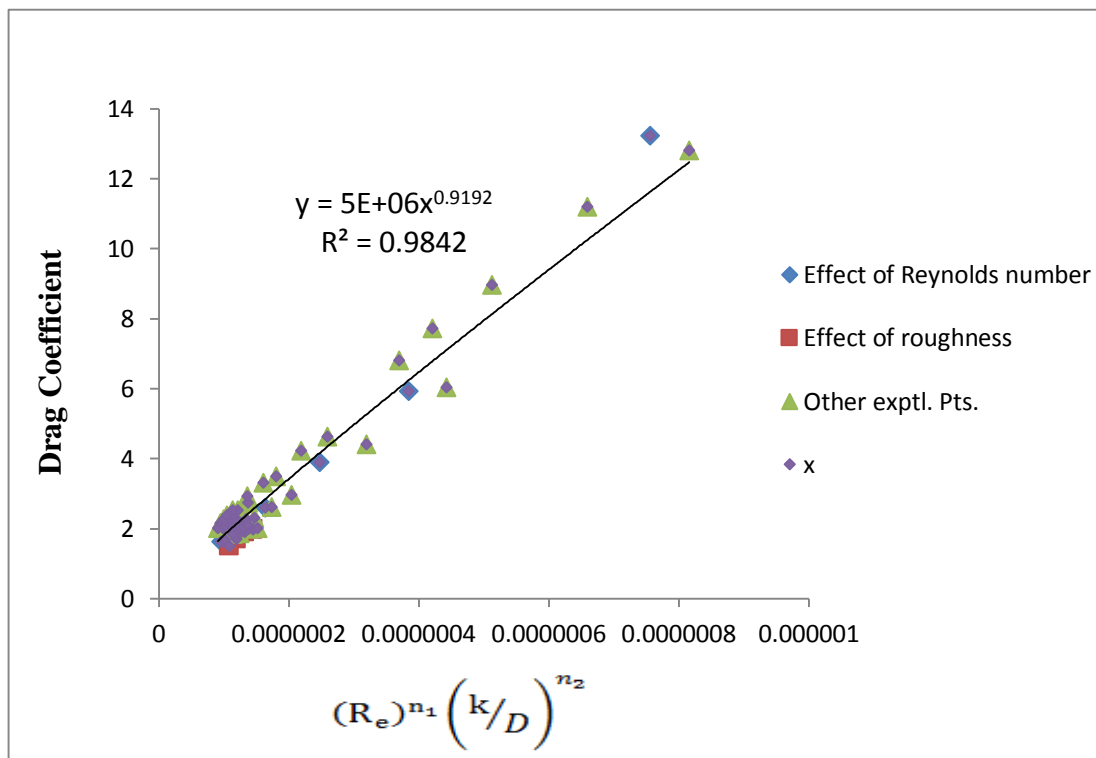 14
12
10
8
6
4
2
0
Drag Coefficient
y = 5E+06x^0.9192
R² = 0.9842
Effect of Reynolds number
Effect of roughness
Other exptl. Pts.
x
0 0.0000002 0.0000004 0.0000006 0.0000008 0.000001
(R_e)^n₁ (k/D)^n₂